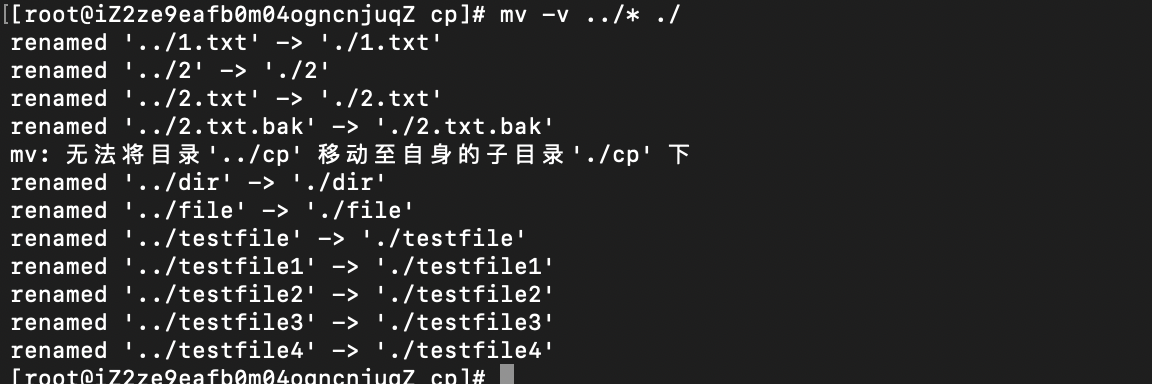 [[root@iZ2ze9eafb0m04ogncnjuqZ cp]# mv -v ../* ./
renamed '../1.txt' -> './1.txt'
renamed '../2' -> './2'
renamed '../2.txt' -> './2.txt'
renamed '../2.txt.bak' -> './2.txt.bak'
mv: 无法将目录'../cp' 移动至自身的子目录'./cp' 下
renamed '../dir' -> './dir'
renamed '../file' -> './file'
renamed '../testfile' -> './testfile'
renamed '../testfile1' -> './testfile1'
renamed '../testfile2' -> './testfile2'
renamed '../testfile3' -> './testfile3'
renamed '../testfile4' -> './testfile4'
[root@iZ2ze9eafb0m04ogncnjuqZ cp]#